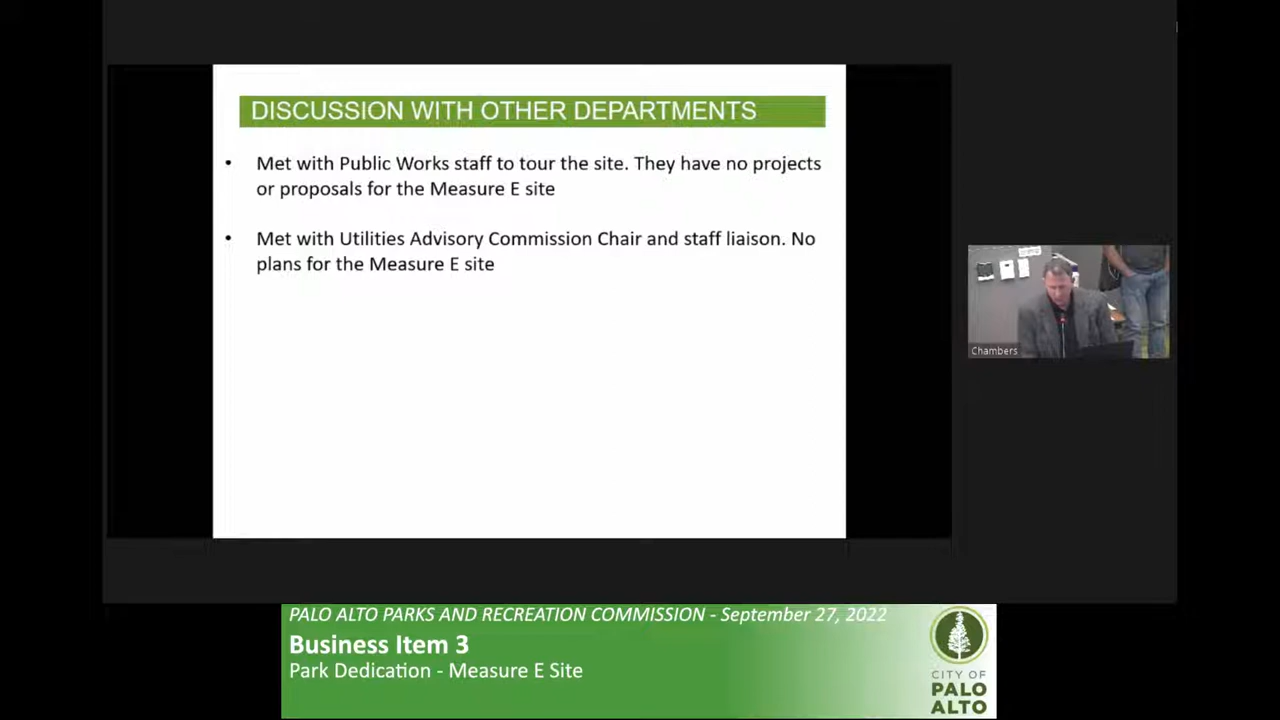 DISCUSSION WITH OTHER DEPARTMENTS
• Met with Public Works staff to tour the site. They have no projects
or proposals for the Measure E site
• Met with Utilities Advisory Commission Chair and staff liaison. No
plans for the Measure E site
Chambers
PALO ALTO PARKS AND RECREATION COMMISSION - September 27, 2022
Business Item 3
Park Dedication - Measure E Site
CITY OF
PALO
ALTO